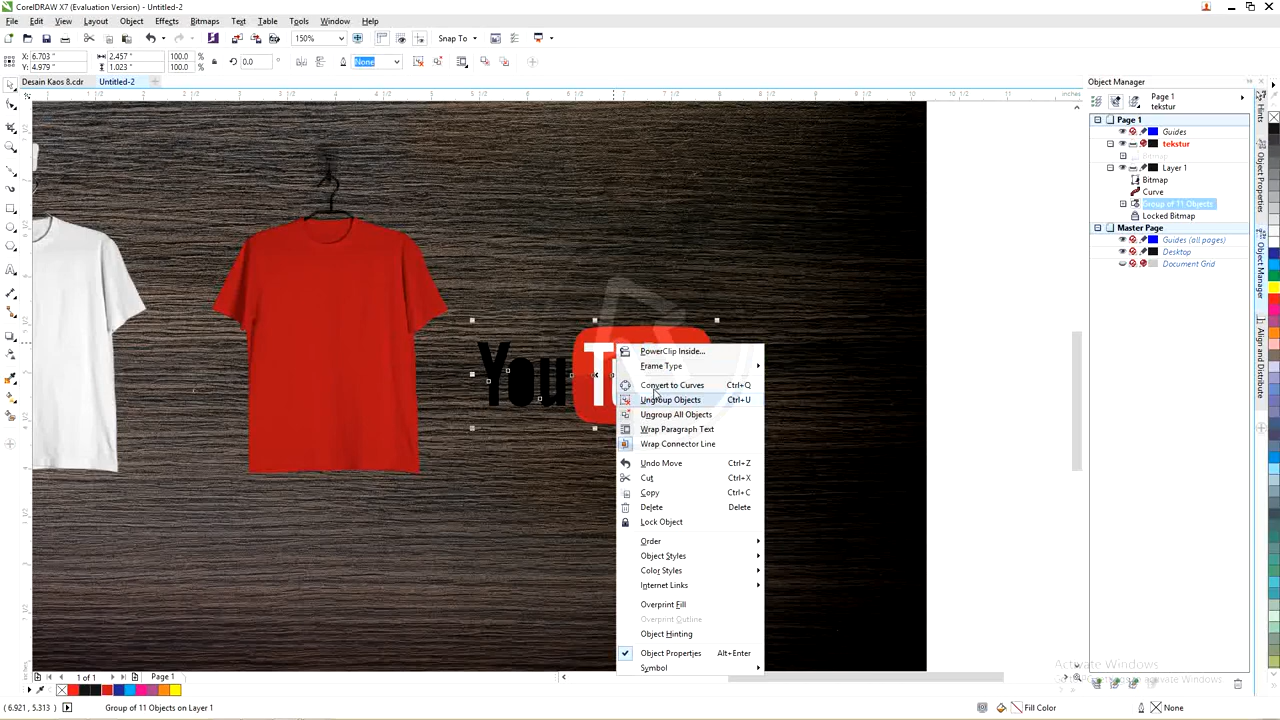 CorelDRAW X7 (Evaluation Version) - Untitled-2
File Edit View Layout Object Effects Bitmaps Text Table Tools Window Help
150% Snap To
X: 6.703 " 2.457 " 100.0 % 0.0 ° None
Y: 4.979 " 1.023 " 100.0 %
Desain Kaos 8.cdr Untitled-2
inches
Object Manager
Page 1
tekstur
Page 1
Guides
tekstur
Bitmap
Layer 1
Bitmap
Curve
Group of 11 Objects
Locked Bitmap
Master Page
Guides (all pages)
Desktop
Document Grid
Hints
Object Properties
Object Manager
Align and Distribute
You Tu
PowerClip Inside...
Frame Type
Convert to Curves Ctrl+Q
Ungroup Objects Ctrl+U
Ungroup All Objects
Wrap Paragraph Text
Wrap Connector Line
Undo Move Ctrl+Z
Cut Ctrl+X
Copy Ctrl+C
Delete Delete
Lock Object
Order
Object Styles
Color Styles
Internet Links
Overprint Fill
Overprint Outline
Object Hinting
Object Properties Alt+Enter
Symbol
Activate Windows
to activate Windows.
1 of 1 Page 1
(6.921, 5.313) Group of 11 Objects on Layer 1 Fill Color None